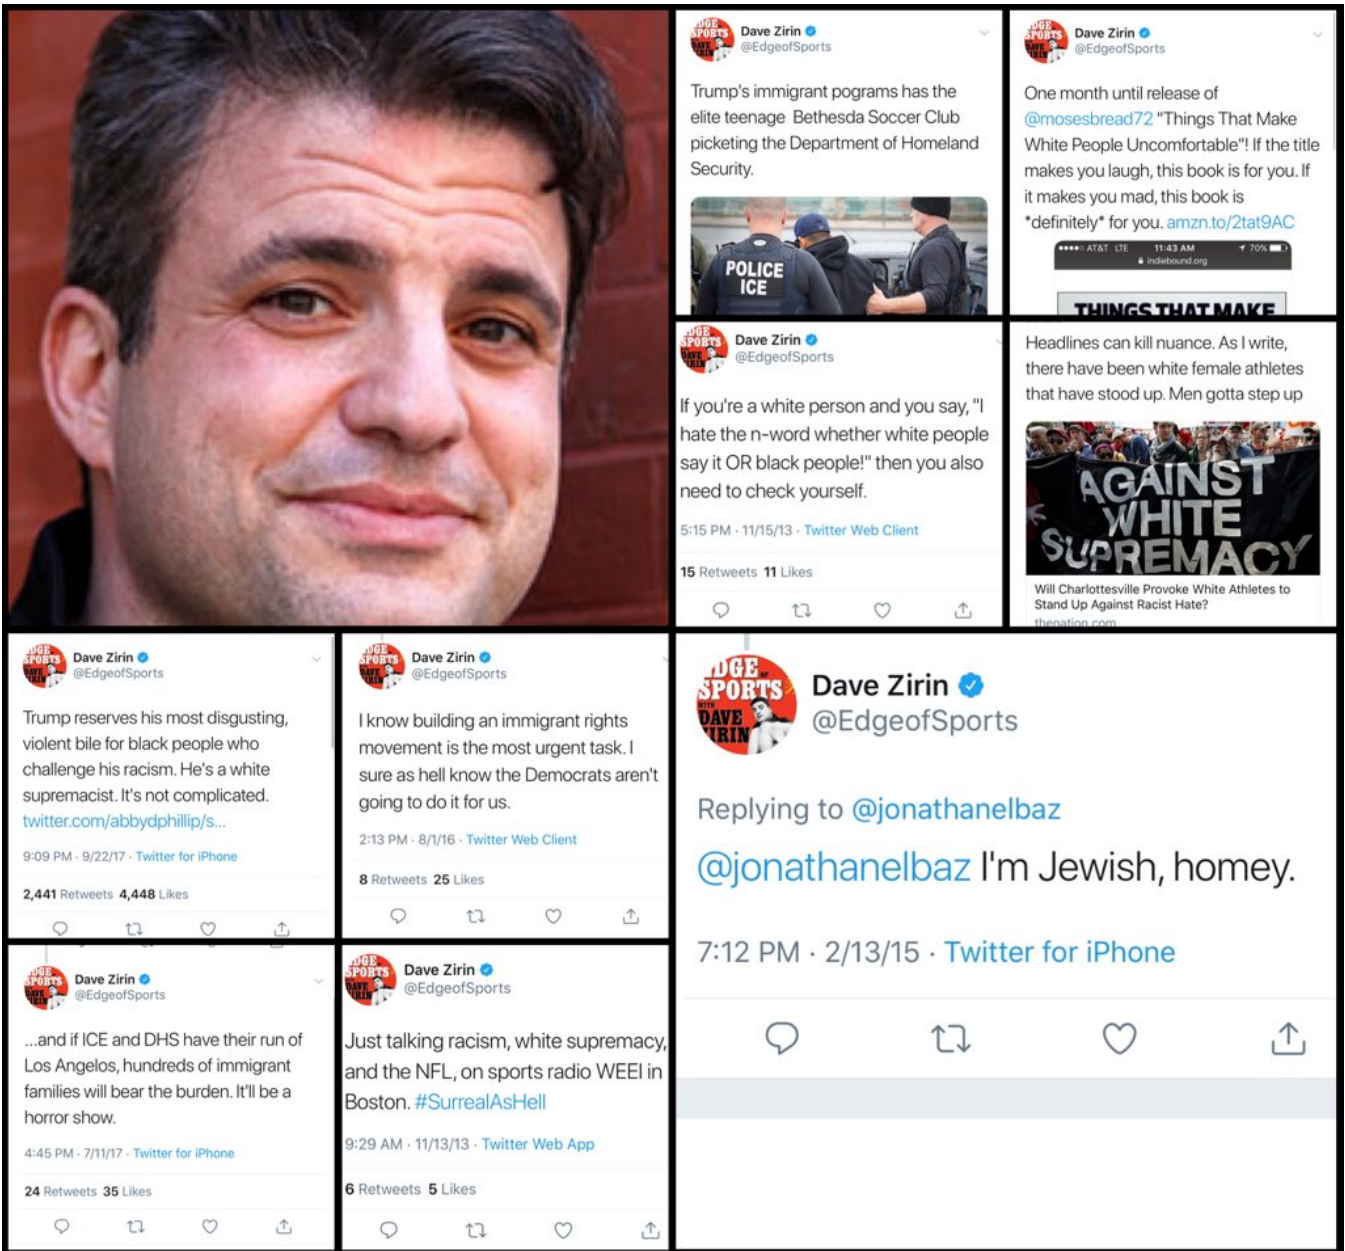 Dave Zirin
@EdgeofSports
Trump's immigrant pograms has the
elite teenage Bethesda Soccer Club
picketing the Department of Homeland
Security.
POLICE
ICE
Dave Zirin
@EdgeofSports
One month until release of
@mosesbread72 "Things That Make
White People Uncomfortable"! If the title
makes you laugh, this book is for you. If
it makes you mad, this book is
*definitely* for you. amzn.to/2tat9AC
AT&T LTE 11:43 AM 70%
indiebound.org
THINGS THAT MAKE
Dave Zirin
@EdgeofSports
If you're a white person and you say, "I
hate the n-word whether white people
say it OR black people!" then you also
need to check yourself.
5:15 PM · 11/15/13 · Twitter Web Client
15 Retweets 11 Likes
Headlines can kill nuance. As I write,
there have been white female athletes
that have stood up. Men gotta step up
AGAINST
WHITE
SUPREMACY
Will Charlottesville Provoke White Athletes to
Stand Up Against Racist Hate?
thenation.com
Dave Zirin
@EdgeofSports
Trump reserves his most disgusting,
violent bile for black people who
challenge his racism. He's a white
supremacist. It's not complicated.
twitter.com/abbydphillip/s...
9:09 PM · 9/22/17 · Twitter for iPhone
2,441 Retweets 4,448 Likes
Dave Zirin
@EdgeofSports
I know building an immigrant rights
movement is the most urgent task. I
sure as hell know the Democrats aren't
going to do it for us.
2:13 PM · 8/1/16 · Twitter Web Client
8 Retweets 25 Likes
DGE OF
SPORTS
WITH
DAVE
IRIN
Dave Zirin
@EdgeofSports
Replying to @jonathanelbaz
@jonathanelbaz I'm Jewish, homey.
7:12 PM · 2/13/15 · Twitter for iPhone
Dave Zirin
@EdgeofSports
...and if ICE and DHS have their run of
Los Angelos, hundreds of immigrant
families will bear the burden. It'll be a
horror show.
4:45 PM · 7/11/17 · Twitter for iPhone
24 Retweets 35 Likes
Dave Zirin
@EdgeofSports
Just talking racism, white supremacy,
and the NFL, on sports radio WEEI in
Boston. #SurrealAsHell
9:29 AM · 11/13/13 · Twitter Web App
6 Retweets 5 Likes